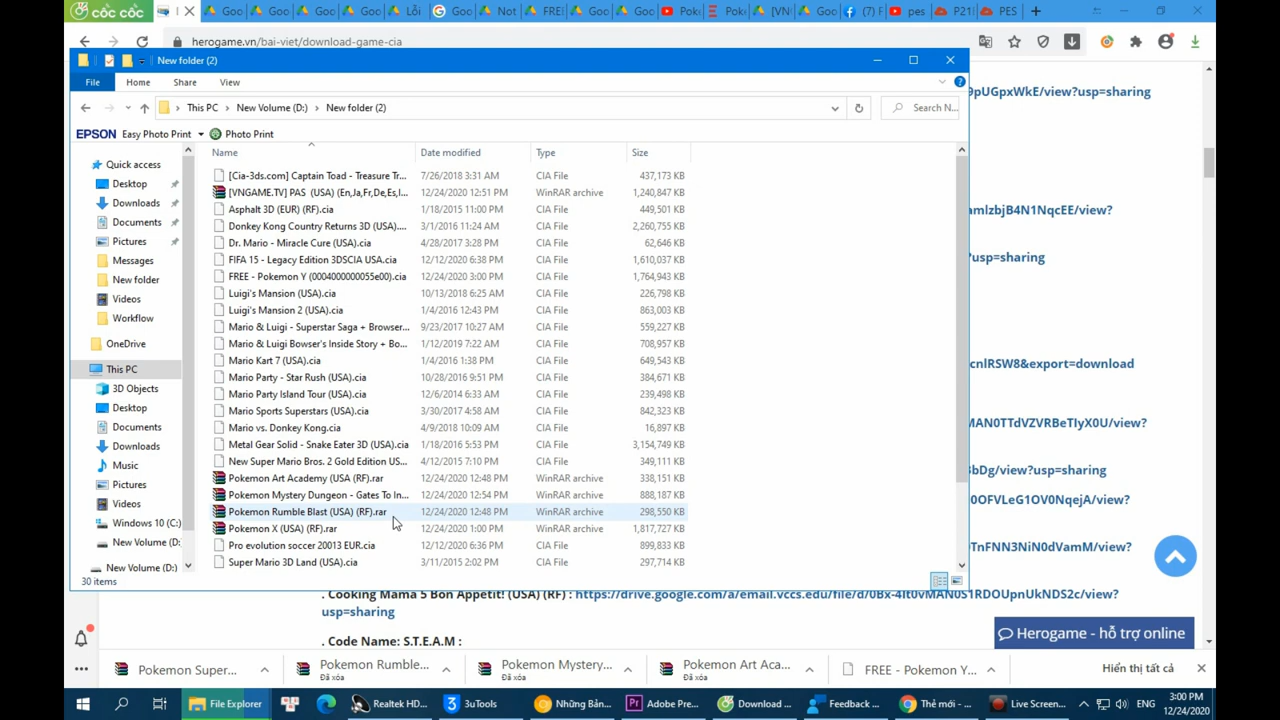 cốc cốc
Goo
Goo
Goo
Goo
Lỗi
Goo
Not
FRE
Goo
Goo
Pok
Pok
[VN
Goo
(7) F
pes
P21
PES
herogame.vn/bai-viet/download-game-cia
New folder (2)
File Home Share View
This PC > New Volume (D:) > New folder (2)
Search N...
EPSON Easy Photo Print Photo Print
Name Date modified Type Size
Quick access
Desktop
Downloads
Documents
Pictures
Messages
New folder
Videos
Workflow
OneDrive
This PC
3D Objects
Desktop
Documents
Downloads
Music
Pictures
Videos
Windows 10 (C:)
New Volume (D:
New Volume (D:)
[Cia-3ds.com] Captain Toad - Treasure Tr... 7/26/2018 3:31 AM CIA File 437,173 KB
[VNGAME.TV] PAS (USA) (En,Ja,Fr,De,Es,I... 12/24/2020 12:51 PM WinRAR archive 1,240,847 KB
Asphalt 3D (EUR) (RF).cia 1/18/2015 11:00 PM CIA File 449,501 KB
Donkey Kong Country Returns 3D (USA).... 3/1/2016 11:24 AM CIA File 2,260,755 KB
Dr. Mario - Miracle Cure (USA).cia 4/28/2017 3:28 PM CIA File 62,646 KB
FIFA 15 - Legacy Edition 3DSCIA USA.cia 12/12/2020 6:38 PM CIA File 1,610,037 KB
FREE - Pokemon Y (0004000000055e00).cia 12/24/2020 3:00 PM CIA File 1,764,943 KB
Luigi's Mansion (USA).cia 10/13/2018 6:25 AM CIA File 226,798 KB
Luigi's Mansion 2 (USA).cia 1/4/2016 12:43 PM CIA File 863,003 KB
Mario & Luigi - Superstar Saga + Browser... 9/23/2017 10:27 AM CIA File 559,227 KB
Mario & Luigi Bowser's Inside Story + Bo... 1/12/2019 7:22 AM CIA File 708,957 KB
Mario Kart 7 (USA).cia 1/4/2016 1:38 PM CIA File 649,543 KB
Mario Party - Star Rush (USA).cia 10/28/2016 9:51 PM CIA File 384,671 KB
Mario Party Island Tour (USA).cia 12/6/2014 6:33 AM CIA File 239,498 KB
Mario Sports Superstars (USA).cia 3/30/2017 4:58 AM CIA File 842,323 KB
Mario vs. Donkey Kong.cia 4/9/2018 10:09 AM CIA File 16,897 KB
Metal Gear Solid - Snake Eater 3D (USA).cia 1/18/2016 5:53 PM CIA File 3,154,749 KB
New Super Mario Bros. 2 Gold Edition US... 4/12/2015 7:10 PM CIA File 349,111 KB
Pokemon Art Academy (USA (RF).rar 12/24/2020 12:48 PM WinRAR archive 338,151 KB
Pokemon Mystery Dungeon - Gates To In... 12/24/2020 12:54 PM WinRAR archive 888,187 KB
Pokemon Rumble Blast (USA) (RF).rar 12/24/2020 12:48 PM WinRAR archive 298,550 KB
Pokemon X (USA) (RF).rar 12/24/2020 1:00 PM WinRAR archive 1,817,727 KB
Pro evolution soccer 20013 EUR.cia 12/12/2020 6:36 PM CIA File 899,833 KB
Super Mario 3D Land (USA).cia 3/11/2015 2:02 PM CIA File 297,714 KB
30 items
9pUGpxWkE/view?usp=sharing
amlzbjB4N1NqcEE/view?
?usp=sharing
cnlRSW8&export=download
MAN0TTdVZVRBeTIyX0U/view?
3bDg/view?usp=sharing
0OFVLeG1OV0NqejA/view?
0TnFNN3NiN0dVamM/view?
. Cooking Mama 5 Bon Appetit! (USA) (RF) : https://drive.google.com/a/email.vccs.edu/file/d/0Bx-4It0vMAN0S1RDOUpnUkNDS2c/view?
usp=sharing
. Code Name: S.T.E.A.M :
Herogame - hỗ trợ online
Pokemon Super...
Pokemon Rumble...
Đã xóa
Pokemon Mystery...
Đã xóa
Pokemon Art Aca...
Đã xóa
FREE - Pokemon Y...
Hiển thị tất cả
File Explorer
Realtek HD...
3uTools
Những Bản...
Adobe Pre...
Download ...
Feedback ...
Thẻ mới - ...
Live Screen...
ENG
3:00 PM
12/24/2020